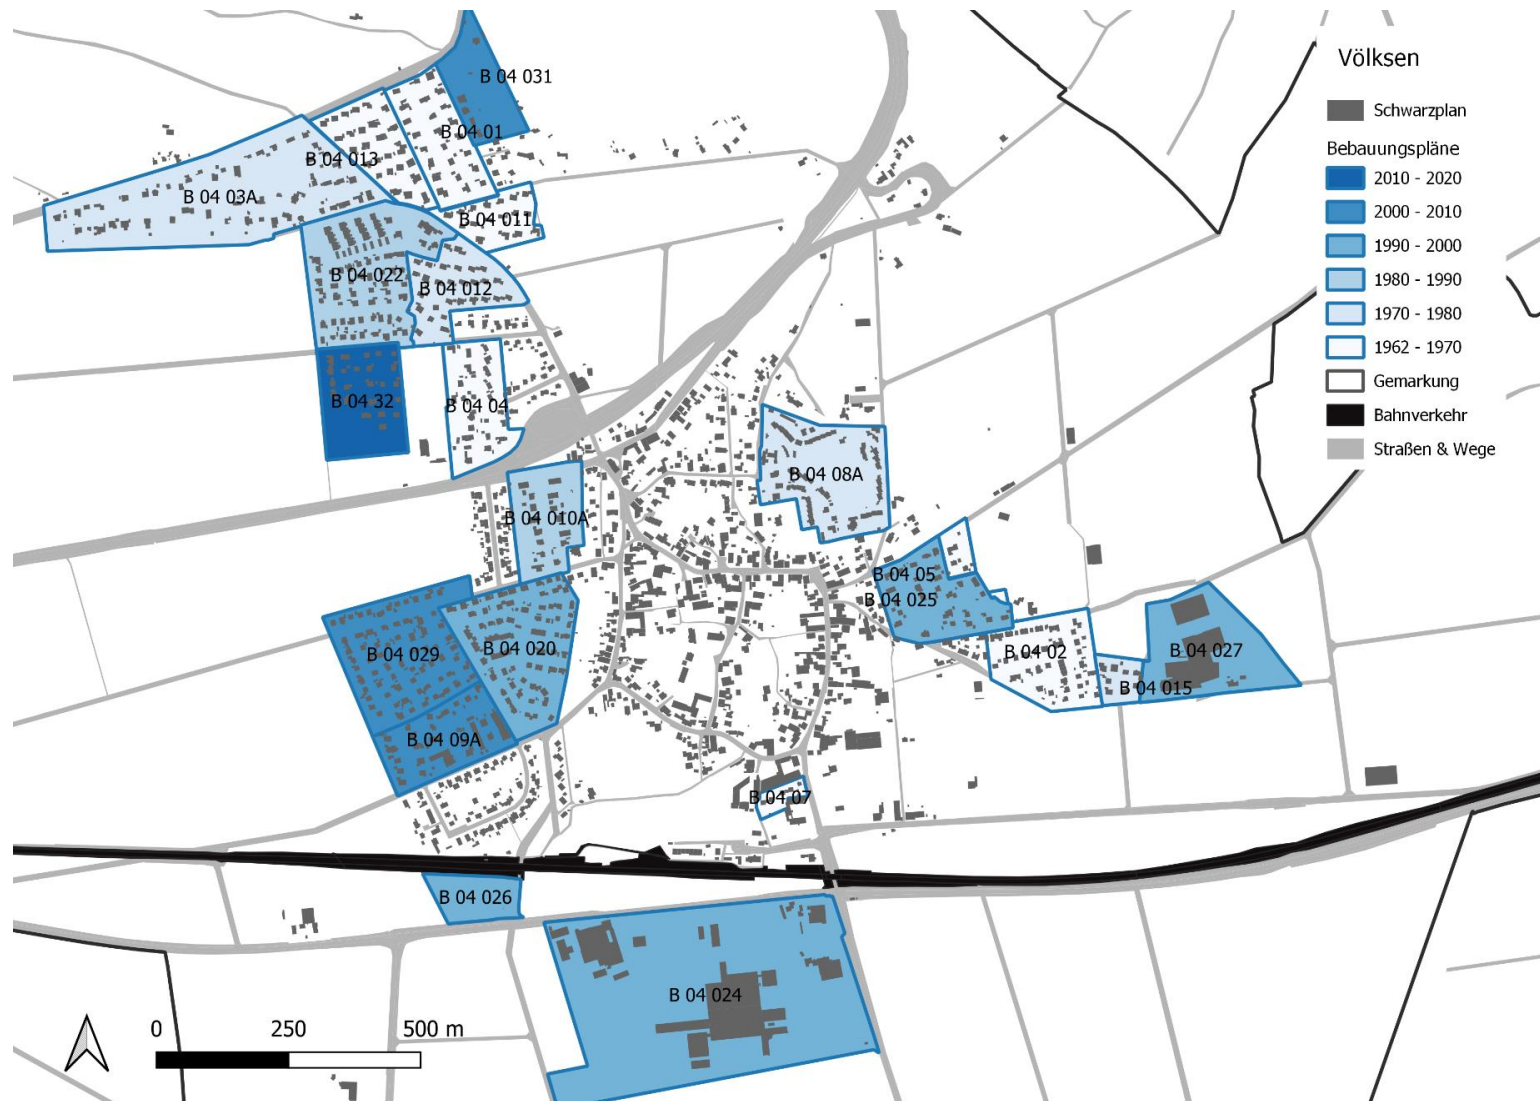 Völksen
Schwarzplan
Bebauungspläne
2010 - 2020
2000 - 2010
1990 - 2000
1980 - 1990
1970 - 1980
1962 - 1970
Gemarkung
Bahnverkehr
Straßen & Wege
B 04 031
B 04 01
B 04 013
B 04 03A
B 04 011
B 04 022
B 04 012
B 04 32
B 04 04
B 04 08A
B 04 010A
B 04 05
B 04 025
B 04 029
B 04 020
B 04 02
B 04 027
B 04 015
B 04 09A
B 04 07
B 04 026
B 04 024
0 250 500 m